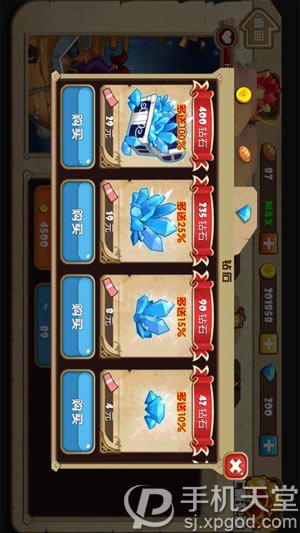 返回
87
MAX
201858
200
钻石
42 钻石
多送10%
4 元
购买
90 钻石
多送15%
8 元
购买
235 钻石
多送25%
19 元
购买
400 钻石
多送100%
29 元
购买
4500
手机天堂
sj.xpgod.com